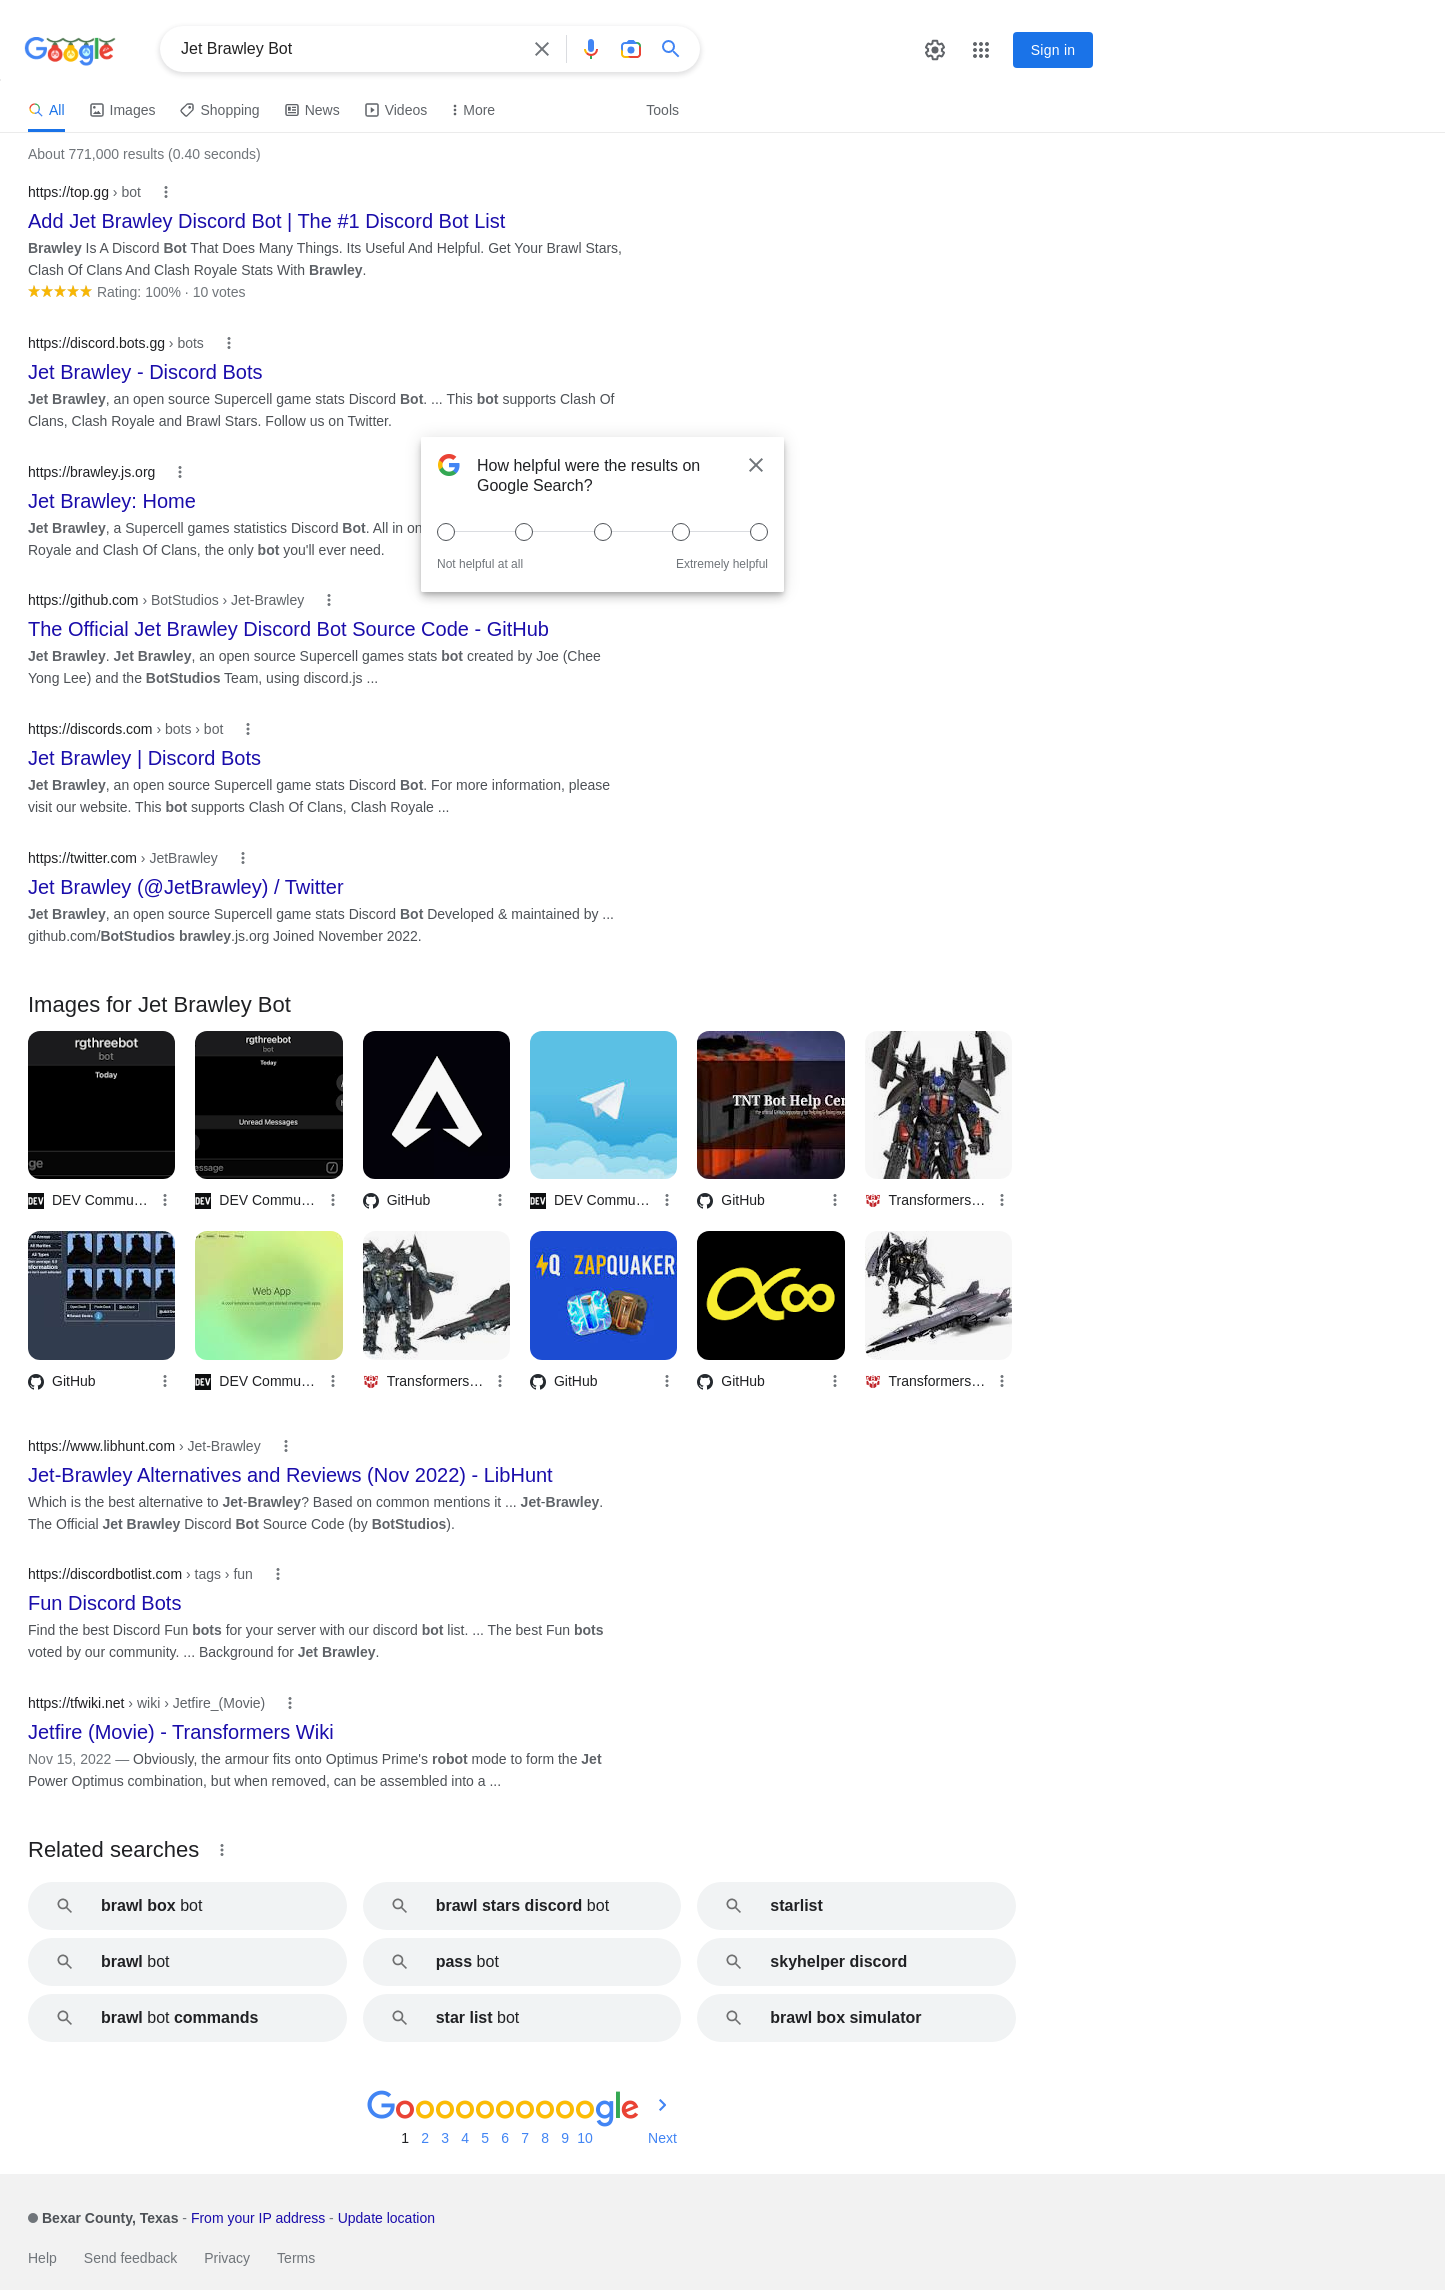 Google
Jet Brawley Bot
Sign in
All
Images
Shopping
News
Videos
More
Tools
About 771,000 results (0.40 seconds)
https://top.gg › bot
Add Jet Brawley Discord Bot | The #1 Discord Bot List
Brawley Is A Discord Bot That Does Many Things. Its Useful And Helpful. Get Your Brawl Stars,
Clash Of Clans And Clash Royale Stats With Brawley.
Rating: 100% · 10 votes
https://discord.bots.gg › bots
Jet Brawley - Discord Bots
Jet Brawley, an open source Supercell game stats Discord Bot. ... This bot supports Clash Of
Clans, Clash Royale and Brawl Stars. Follow us on Twitter.
How helpful were the results on
Google Search?
Not helpful at all
Extremely helpful
https://brawley.js.org
Jet Brawley: Home
Jet Brawley, a Supercell games statistics Discord Bot. All in on
Royale and Clash Of Clans, the only bot you'll ever need.
https://github.com › BotStudios › Jet-Brawley
The Official Jet Brawley Discord Bot Source Code - GitHub
Jet Brawley. Jet Brawley, an open source Supercell games stats bot created by Joe (Chee
Yong Lee) and the BotStudios Team, using discord.js ...
https://discords.com › bots › bot
Jet Brawley | Discord Bots
Jet Brawley, an open source Supercell game stats Discord Bot. For more information, please
visit our website. This bot supports Clash Of Clans, Clash Royale ...
https://twitter.com › JetBrawley
Jet Brawley (@JetBrawley) / Twitter
Jet Brawley, an open source Supercell game stats Discord Bot Developed & maintained by ...
github.com/BotStudios brawley.js.org Joined November 2022.
Images for Jet Brawley Bot
rgthreebot
bot
Today
ge
rgthreebot
bot
Today
Unread Messages
essage
TNT Bot Help Cen
DEV Commu...
DEV Commu...
GitHub
DEV Commu...
GitHub
Transformers...
All Rarities
All Types
formation
Web App
Q ZAPQUAKER
GitHub
DEV Commu...
Transformers...
GitHub
GitHub
Transformers...
https://www.libhunt.com › Jet-Brawley
Jet-Brawley Alternatives and Reviews (Nov 2022) - LibHunt
Which is the best alternative to Jet-Brawley? Based on common mentions it ... Jet-Brawley.
The Official Jet Brawley Discord Bot Source Code (by BotStudios).
https://discordbotlist.com › tags › fun
Fun Discord Bots
Find the best Discord Fun bots for your server with our discord bot list. ... The best Fun bots
voted by our community. ... Background for Jet Brawley.
https://tfwiki.net › wiki › Jetfire_(Movie)
Jetfire (Movie) - Transformers Wiki
Nov 15, 2022 — Obviously, the armour fits onto Optimus Prime's robot mode to form the Jet
Power Optimus combination, but when removed, can be assembled into a ...
Related searches
brawl box bot
brawl stars discord bot
starlist
brawl bot
pass bot
skyhelper discord
brawl bot commands
star list bot
brawl box simulator
Goooooooooogle
1 2 3 4 5 6 7 8 9 10 Next
Bexar County, Texas - From your IP address - Update location
Help
Send feedback
Privacy
Terms